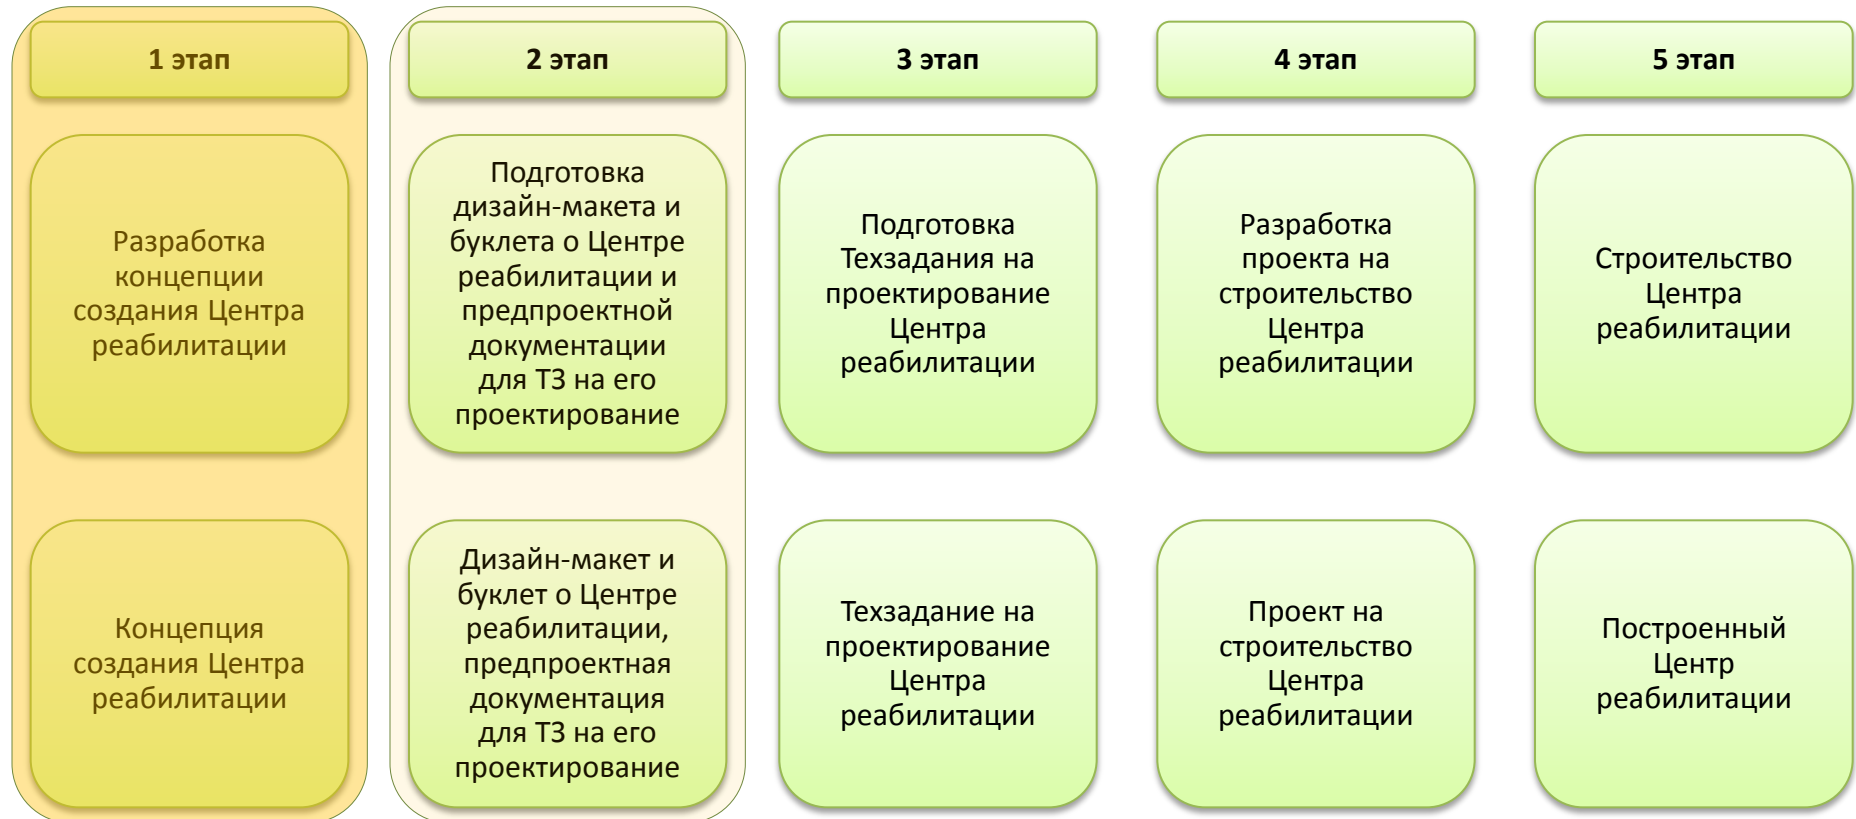 1 этап
2 этап
3 этап
4 этап
5 этап
Разработка
концепции
создания Центра
реабилитации
Подготовка
дизайн-макета и
буклета о Центре
реабилитации и
предпроектной
документации
для ТЗ на его
проектирование
Подготовка
Техзадания на
проектирование
Центра
реабилитации
Разработка
проекта на
строительство
Центра
реабилитации
Строительство
Центра
реабилитации
Концепция
создания Центра
реабилитации
Дизайн-макет и
буклет о Центре
реабилитации,
предпроектная
документация
для ТЗ на его
проектирование
Техзадание на
проектирование
Центра
реабилитации
Проект на
строительство
Центра
реабилитации
Построенный
Центр
реабилитации